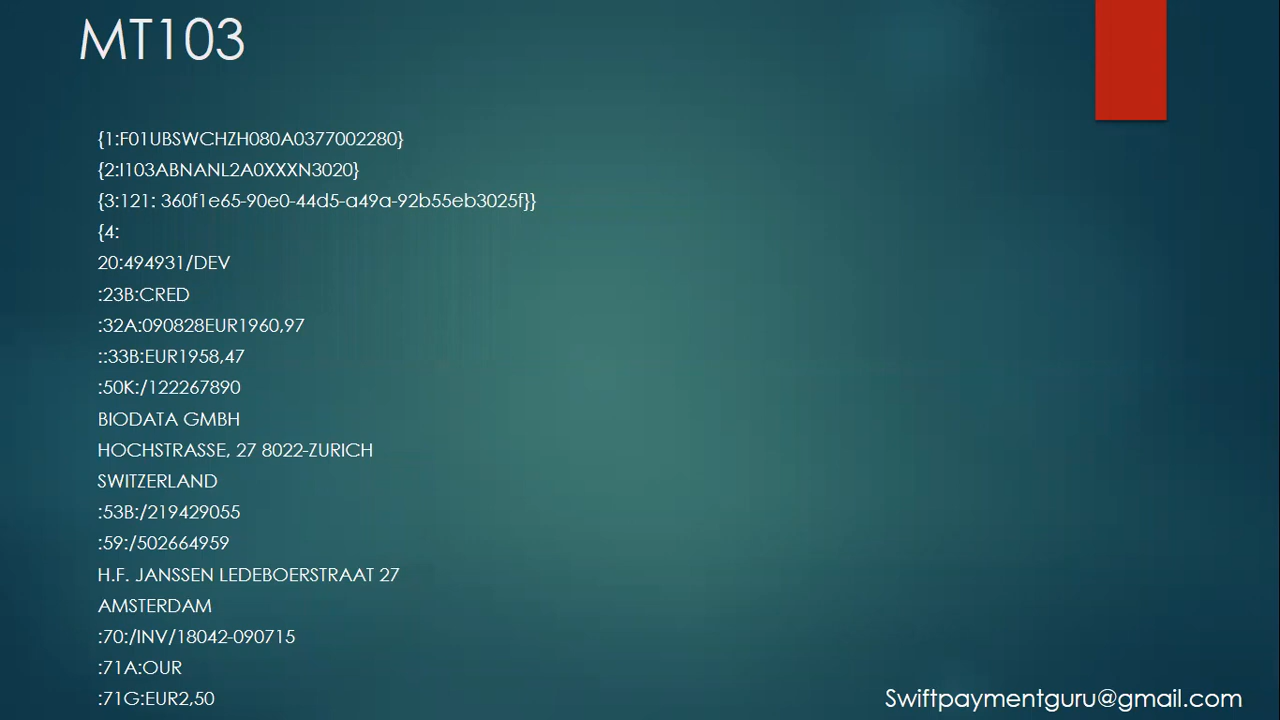 MT103
{1:F01UBSWCHZH080A0377002280}
{2:I103ABNANL2A0XXXN3020}
{3:121: 360f1e65-90e0-44d5-a49a-92b55eb3025f}}
{4:
20:494931/DEV
:23B:CRED
:32A:090828EUR1960,97
::33B:EUR1958,47
:50K:/122267890
BIODATA GMBH
HOCHSTRASSE, 27 8022-ZURICH
SWITZERLAND
:53B:/219429055
:59:/502664959
H.F. JANSSEN LEDEBOERSTRAAT 27
AMSTERDAM
:70:/INV/18042-090715
:71A:OUR
:71G:EUR2,50
Swiftpaymentguru@gmail.com